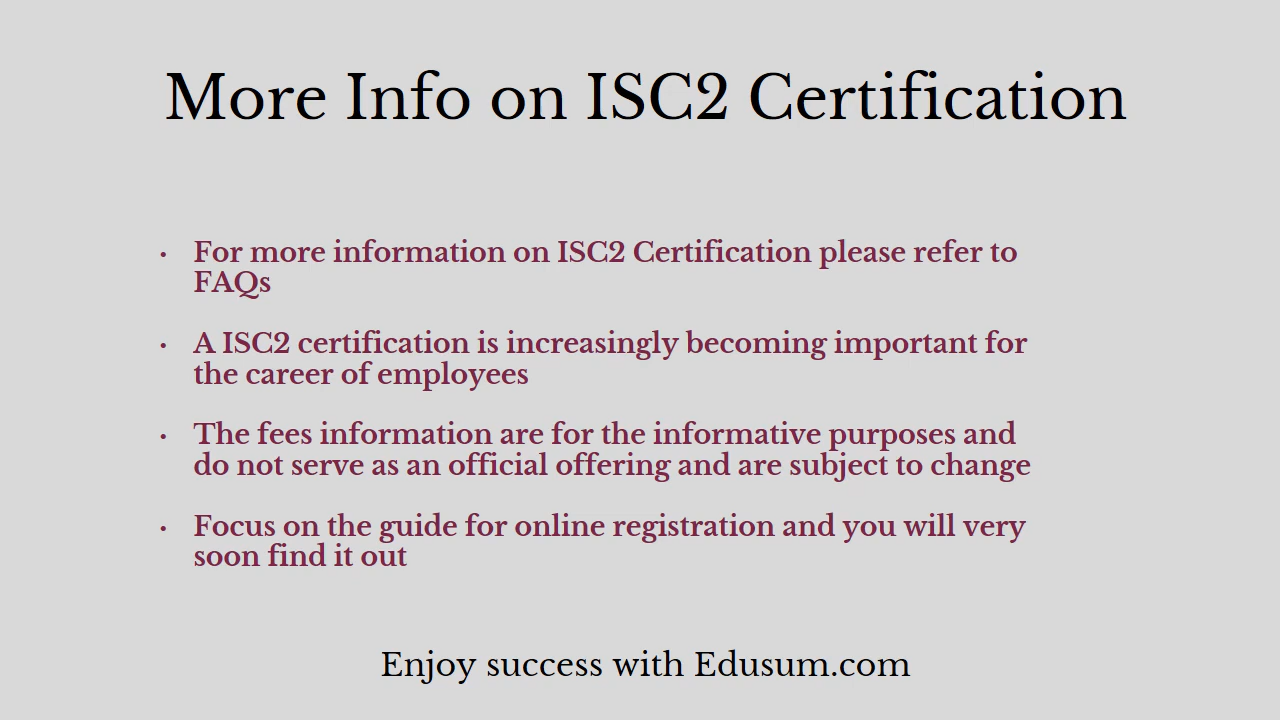 More Info on ISC2 Certification
• For more information on ISC2 Certification please refer to
FAQs
• A ISC2 certification is increasingly becoming important for
the career of employees
• The fees information are for the informative purposes and
do not serve as an official offering and are subject to change
• Focus on the guide for online registration and you will very
soon find it out
Enjoy success with Edusum.com